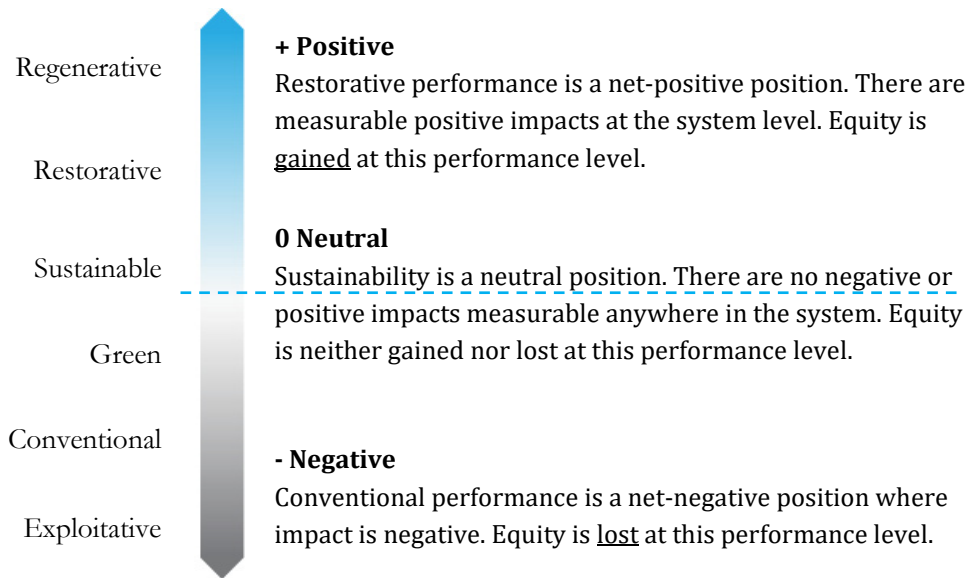 Regenerative
Restorative
Sustainable
Green
Conventional
Exploitative
+ Positive
Restorative performance is a net-positive position. There are
measurable positive impacts at the system level. Equity is
gained at this performance level.
0 Neutral
Sustainability is a neutral position. There are no negative or
positive impacts measurable anywhere in the system. Equity
is neither gained nor lost at this performance level.
- Negative
Conventional performance is a net-negative position where
impact is negative. Equity is lost at this performance level.